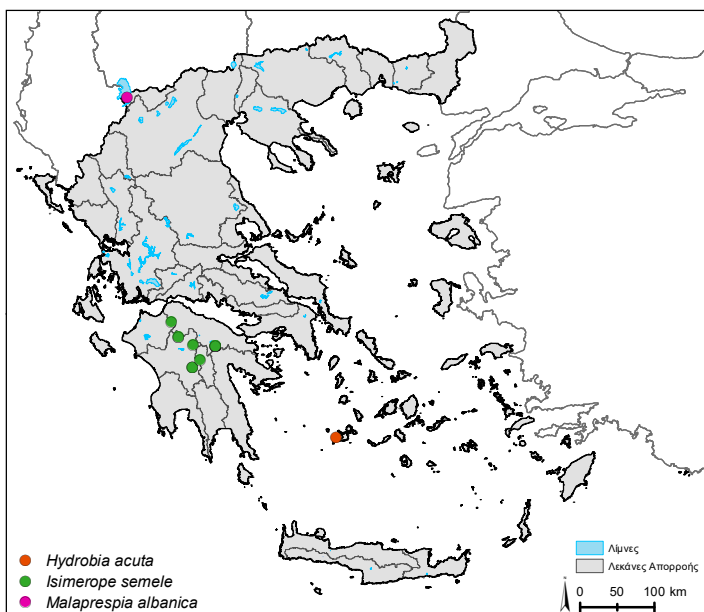 Hydrobia acuta
Isimerope semele
Malaprespia albanica
Λίμνες
Λεκάνες Απορροής
0 50 100 km